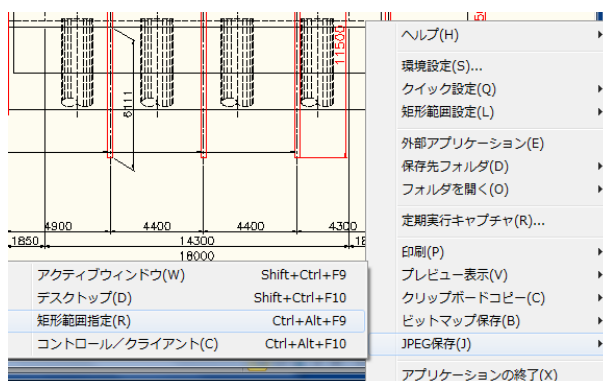 11500
6111
4900
4400
4400
4300
1850
14300
18000
ヘルプ(H)
環境設定(S)...
クイック設定(Q)
矩形範囲設定(L)
外部アプリケーション(E)
保存先フォルダ(D)
フォルダを開く(O)
定期実行キャプチャ(R)...
印刷(P)
プレビュー表示(V)
クリップボードコピー(C)
ビットマップ保存(B)
JPEG保存(J)
アプリケーションの終了(X)
アクティブウィンドウ(W) Shift+Ctrl+F9
デスクトップ(D) Shift+Ctrl+F10
矩形範囲指定(R) Ctrl+Alt+F9
コントロール／クライアント(C) Ctrl+Alt+F10